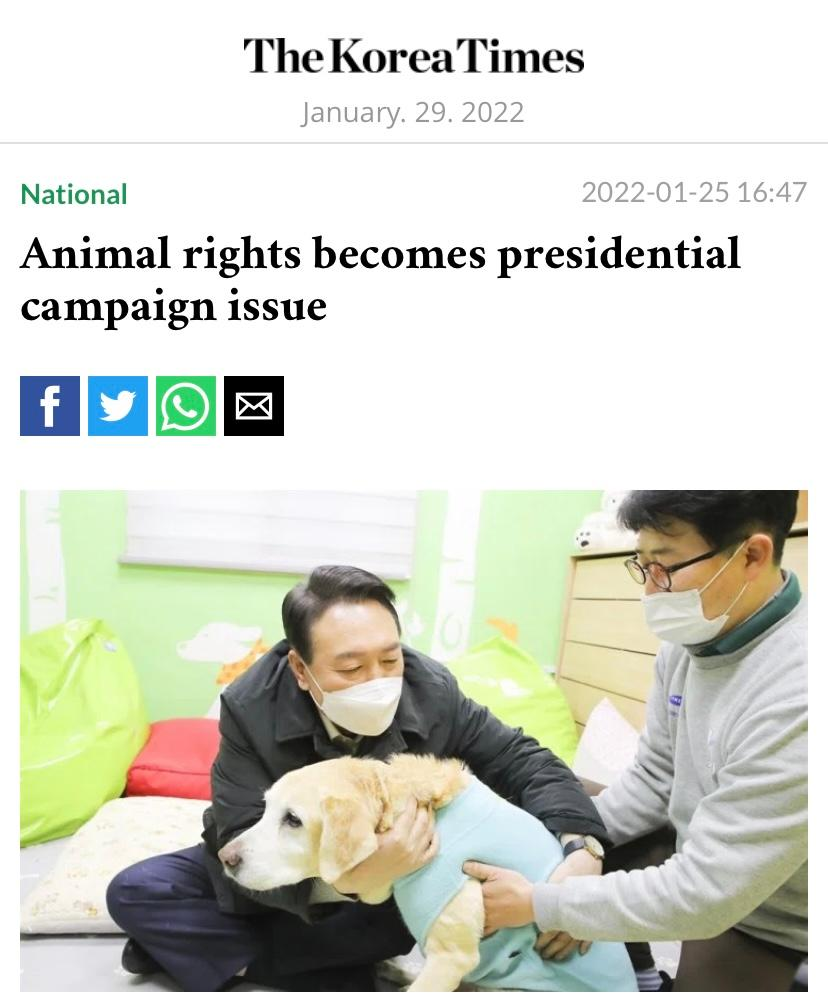 The Korea Times
January. 29. 2022
National
2022-01-25 16:47
Animal rights becomes presidential
campaign issue